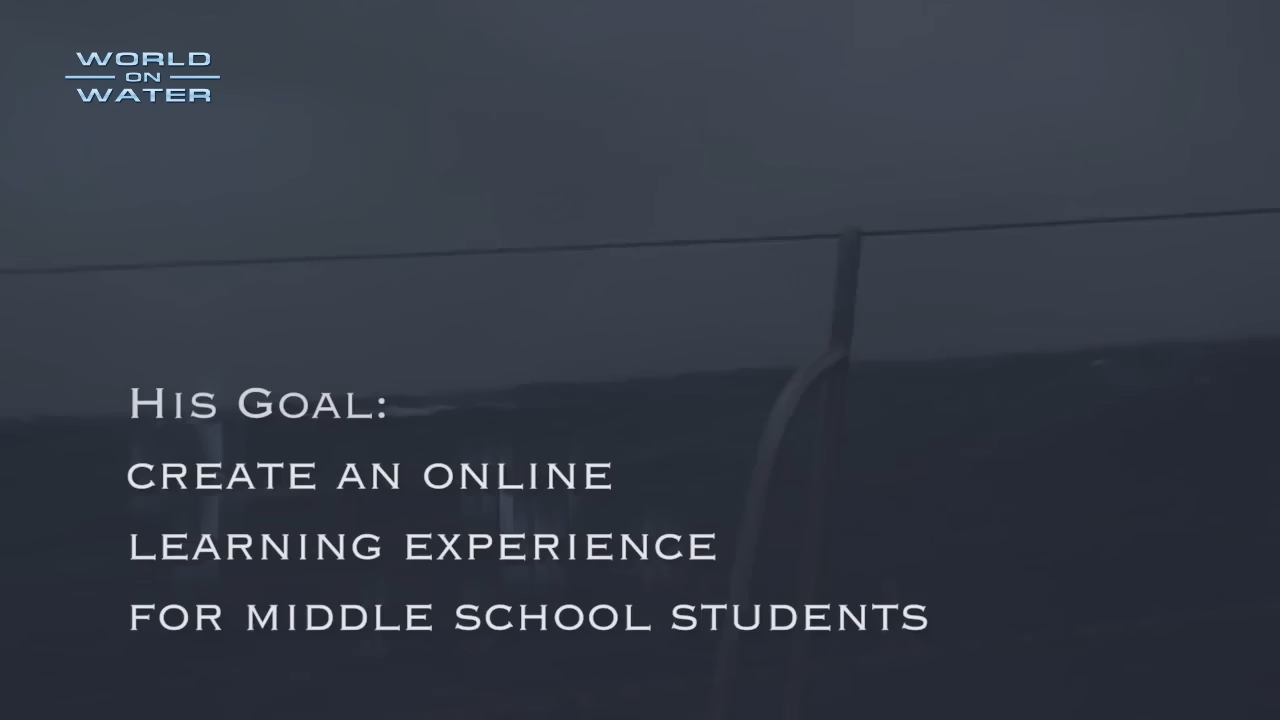 WORLD
ON
WATER
His Goal:
create an online
learning experience
for middle school students